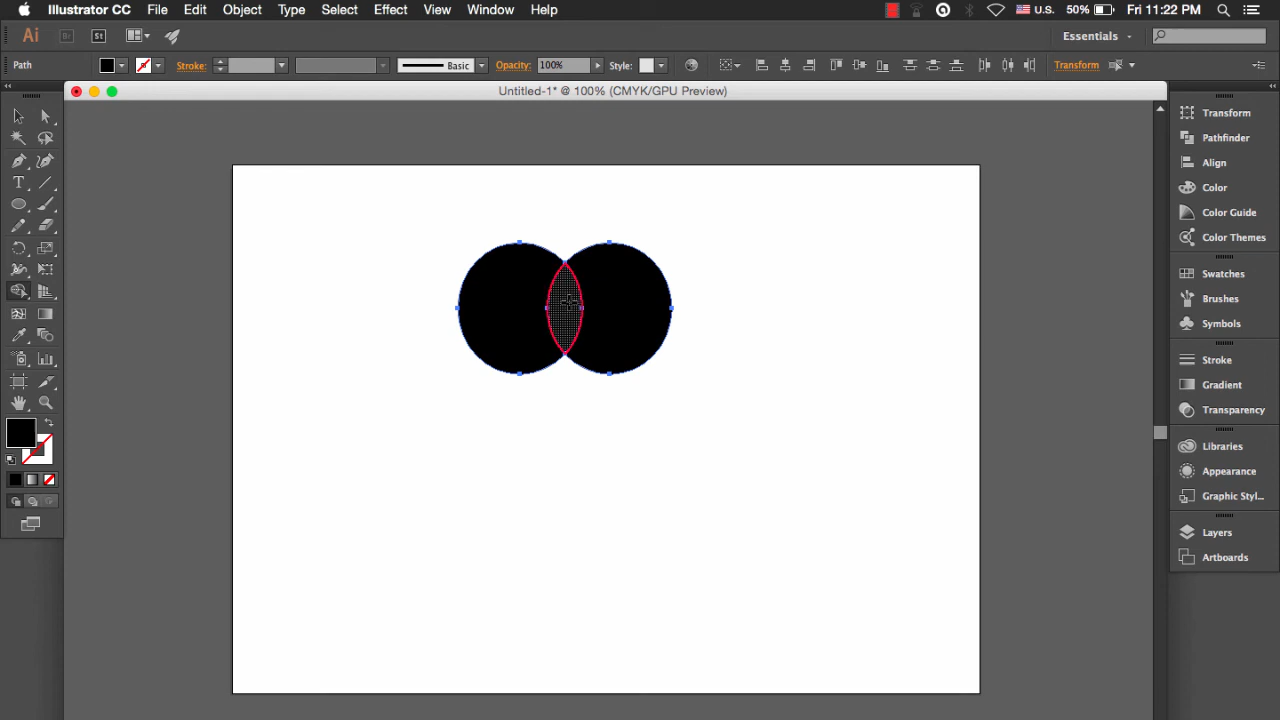 Illustrator CC File Edit Object Type Select Effect View Window Help U.S. 50% Fri 11:22 PM
Ai Br St Essentials
Path Stroke: Basic Opacity: 100% Style: Transform
Untitled-1* @ 100% (CMYK/GPU Preview)
Transform
Pathfinder
Align
Color
Color Guide
Color Themes
Swatches
Brushes
Symbols
Stroke
Gradient
Transparency
Libraries
Appearance
Graphic Styl...
Layers
Artboards